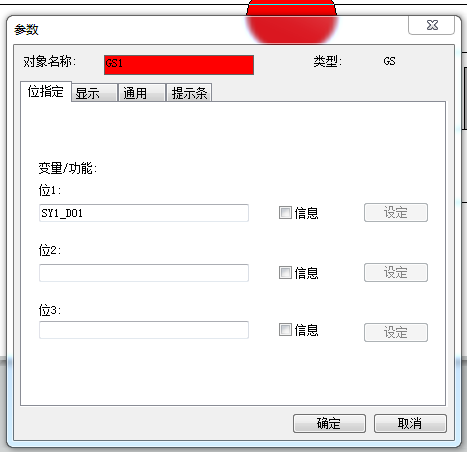 参数
对象名称: GS1 类型: GS
位指定 显示 通用 提示条
变量/功能:
位1:
SY1_DO1 信息 设定
位2:
信息 设定
位3:
信息 设定
确定 取消